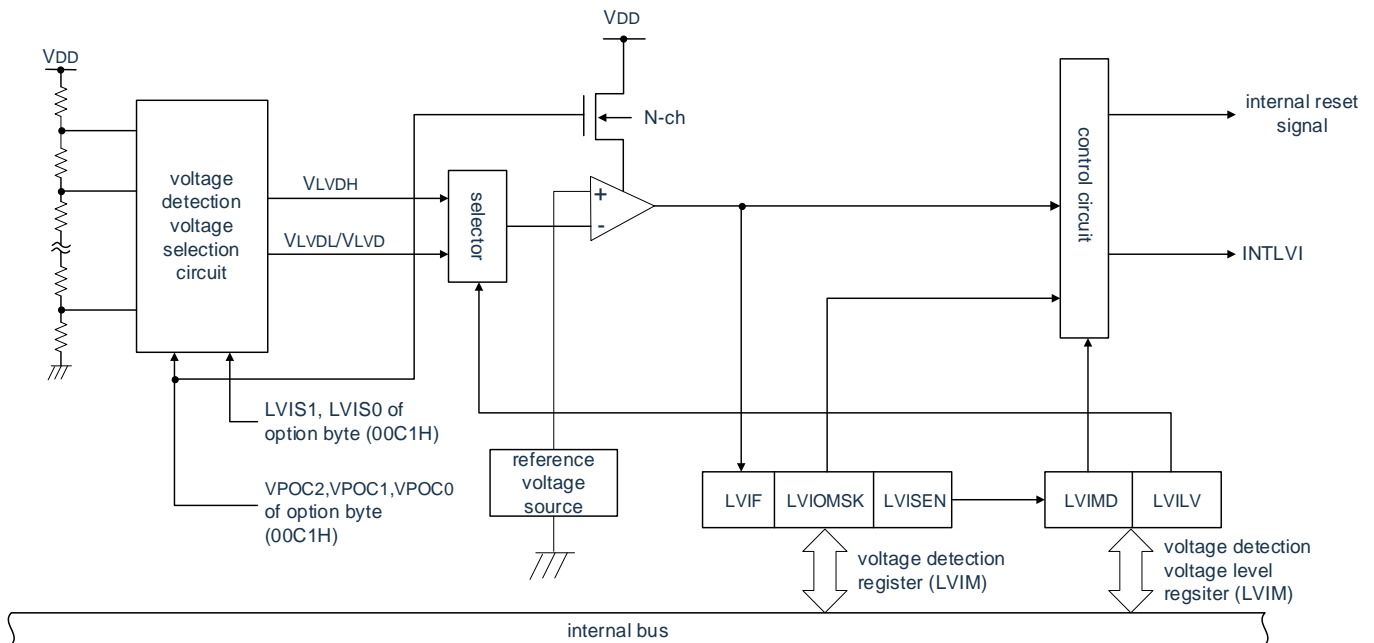 VDD
VDD
N-ch
internal reset
signal
control circuit
voltage
detection
voltage
selection
circuit
VLVDH
VLVDL/VLVD
selector
+
-
INTLVI
LVIS1, LVIS0 of
option byte (00C1H)
VPOC2,VPOC1,VPOC0
of option byte
(00C1H)
reference
voltage
source
LVIF
LVIOMSK
LVISEN
LVIMD
LVILV
voltage detection
register (LVIM)
voltage detection
voltage level
regsiter (LVIM)
internal bus